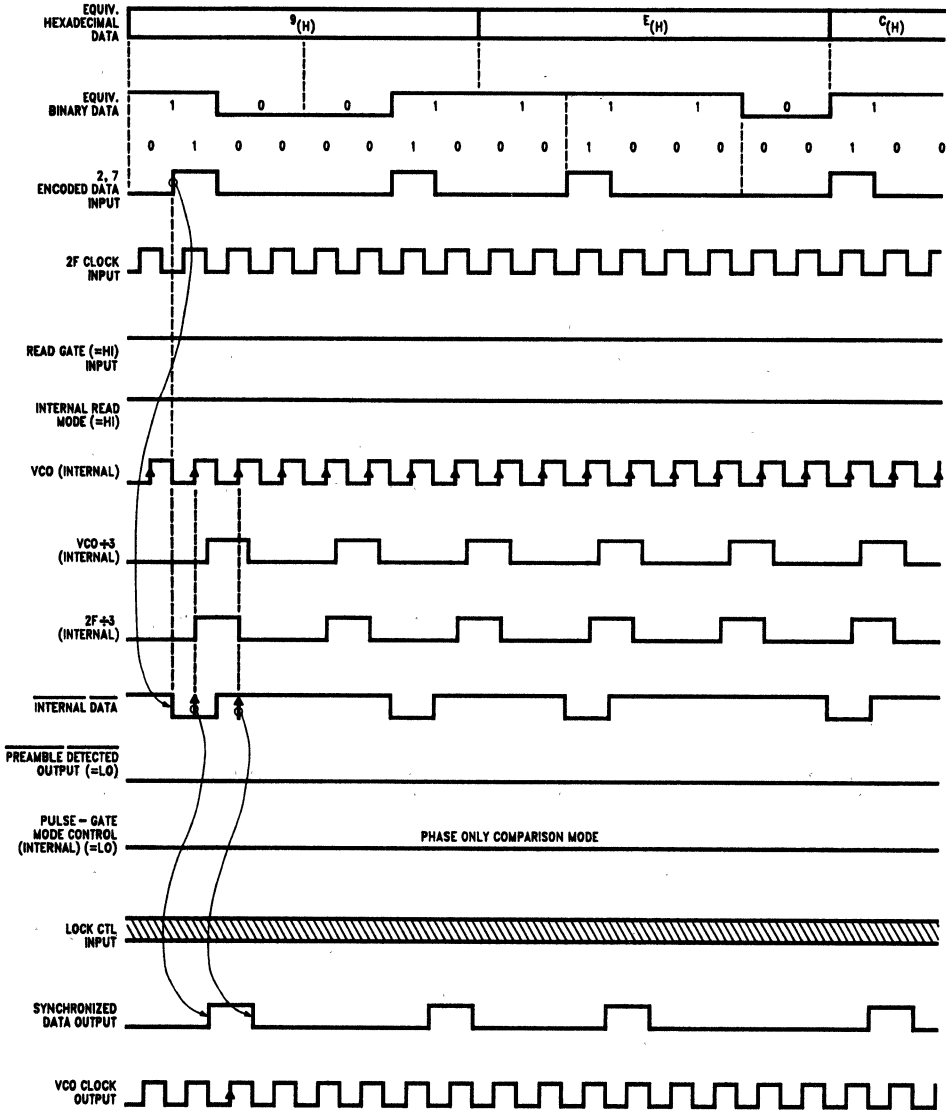 EQUIV.
HEXADECIMAL
DATA
9(H)
E(H)
C(H)
EQUIV.
BINARY DATA
1 0 0 1 1 1 1 0 1
0 1 0 0 0 0 1 0 0 0 1 0 0 0 0 0 1 0 0
2, 7
ENCODED DATA
INPUT
2F CLOCK
INPUT
READ GATE (=HI)
INPUT
INTERNAL READ
MODE (=HI)
VCO (INTERNAL)
VCO÷3
(INTERNAL)
2F÷3
(INTERNAL)
INTERNAL DATA
PREAMBLE DETECTED
OUTPUT (=LO)
PULSE-GATE
MODE CONTROL
(INTERNAL) (=LO)
PHASE ONLY COMPARISON MODE
LOCK CTL
INPUT
SYNCHRONIZED
DATA OUTPUT
VCO CLOCK
OUTPUT